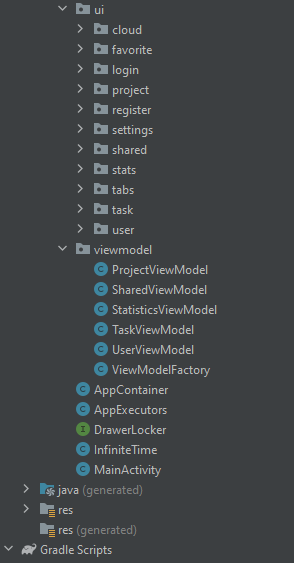 ui
cloud
favorite
login
project
register
settings
shared
stats
tabs
task
user
viewmodel
ProjectViewModel
SharedViewModel
StatisticsViewModel
TaskViewModel
UserViewModel
ViewModelFactory
AppContainer
AppExecutors
DrawerLocker
InfiniteTime
MainActivity
java (generated)
res
res (generated)
Gradle Scripts